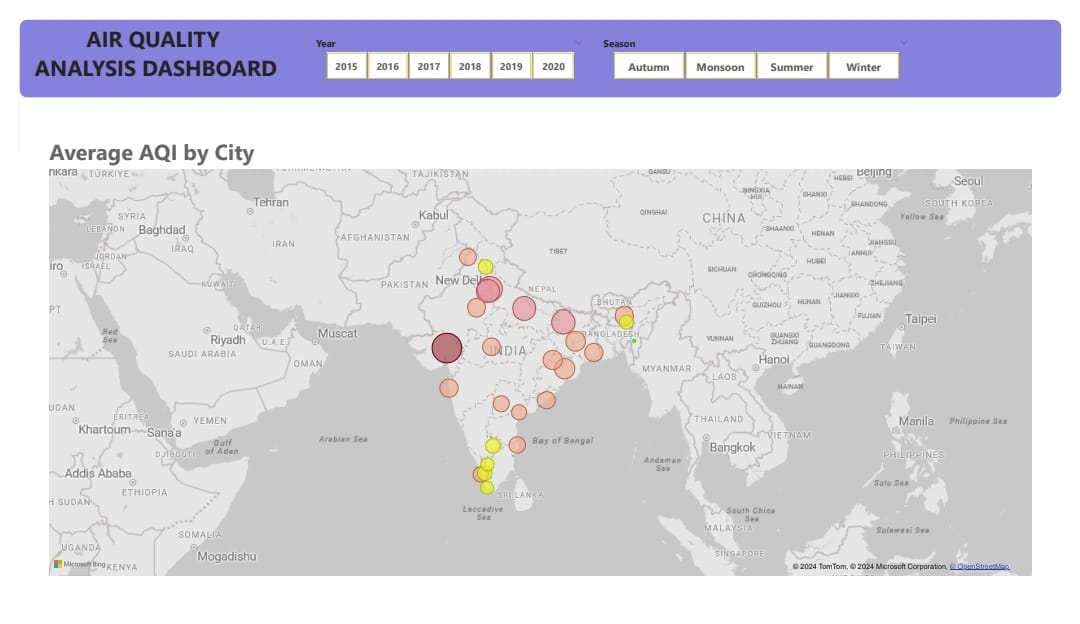 AIR QUALITY
ANALYSIS DASHBOARD
Year
2015 2016 2017 2018 2019 2020
Season
Autumn Monsoon Summer Winter
Average AQI by City
nkara
TÜRKIYE
TAJIKISTAN
GANSU
HEBEI
Beijing
NINGXIA
HUI
SHANXI
Seoul
SHANDONG
SOUTH KOREA
Tehran
Kabul
QINGHAI
CHINA
Yellow Sea
SYRIA
LEBANON
Baghdad
AFGHANISTAN
SHAANXI
HENAN
JIANGSU
IRAQ
IRAN
TIBET
ANHUI
JORDAN
ISRAEL
iro
HUBEI
SICHUAN
CHONGQING
KUWAIT
PAKISTAN
New Delh
NEPAL
ZHEJIANG
JIANGXI
HUNAN
GUIZHOU
BHUTAN
PT
FUJIAN
Taipei
Red
Sea
QATAR
Riyadh
U.A.E.
Muscat
BANGLADESH
YUNNAN
GUANGXI
ZHUANG
GUANGDONG
TAIWAN
SAUDI ARABIA
INDIA
Hanoi
OMAN
MYANMAR
LAOS
HAINAN
UDAN
ERITREA
YEMEN
Khartoum
Sana'a
THAILAND
Manila
Philippine Sea
Gulf
of Aden
Arabian Sea
Bay of Bengal
VIETNAM
Bangkok
DJIBOUTI
PHILIPPINES
Andaman
Sea
Addis Ababa
ETHIOPIA
Sulu Sea
H SUDAN
SRI LANKA
Laccadive
Sea
South China
Sea
MALAYSIA
Sulawesi Sea
SOMALIA
UGANDA
Mogadishu
SINGAPORE
Microsoft Bing
KENYA
© 2024 TomTom, © 2024 Microsoft Corporation, © OpenStreetMap